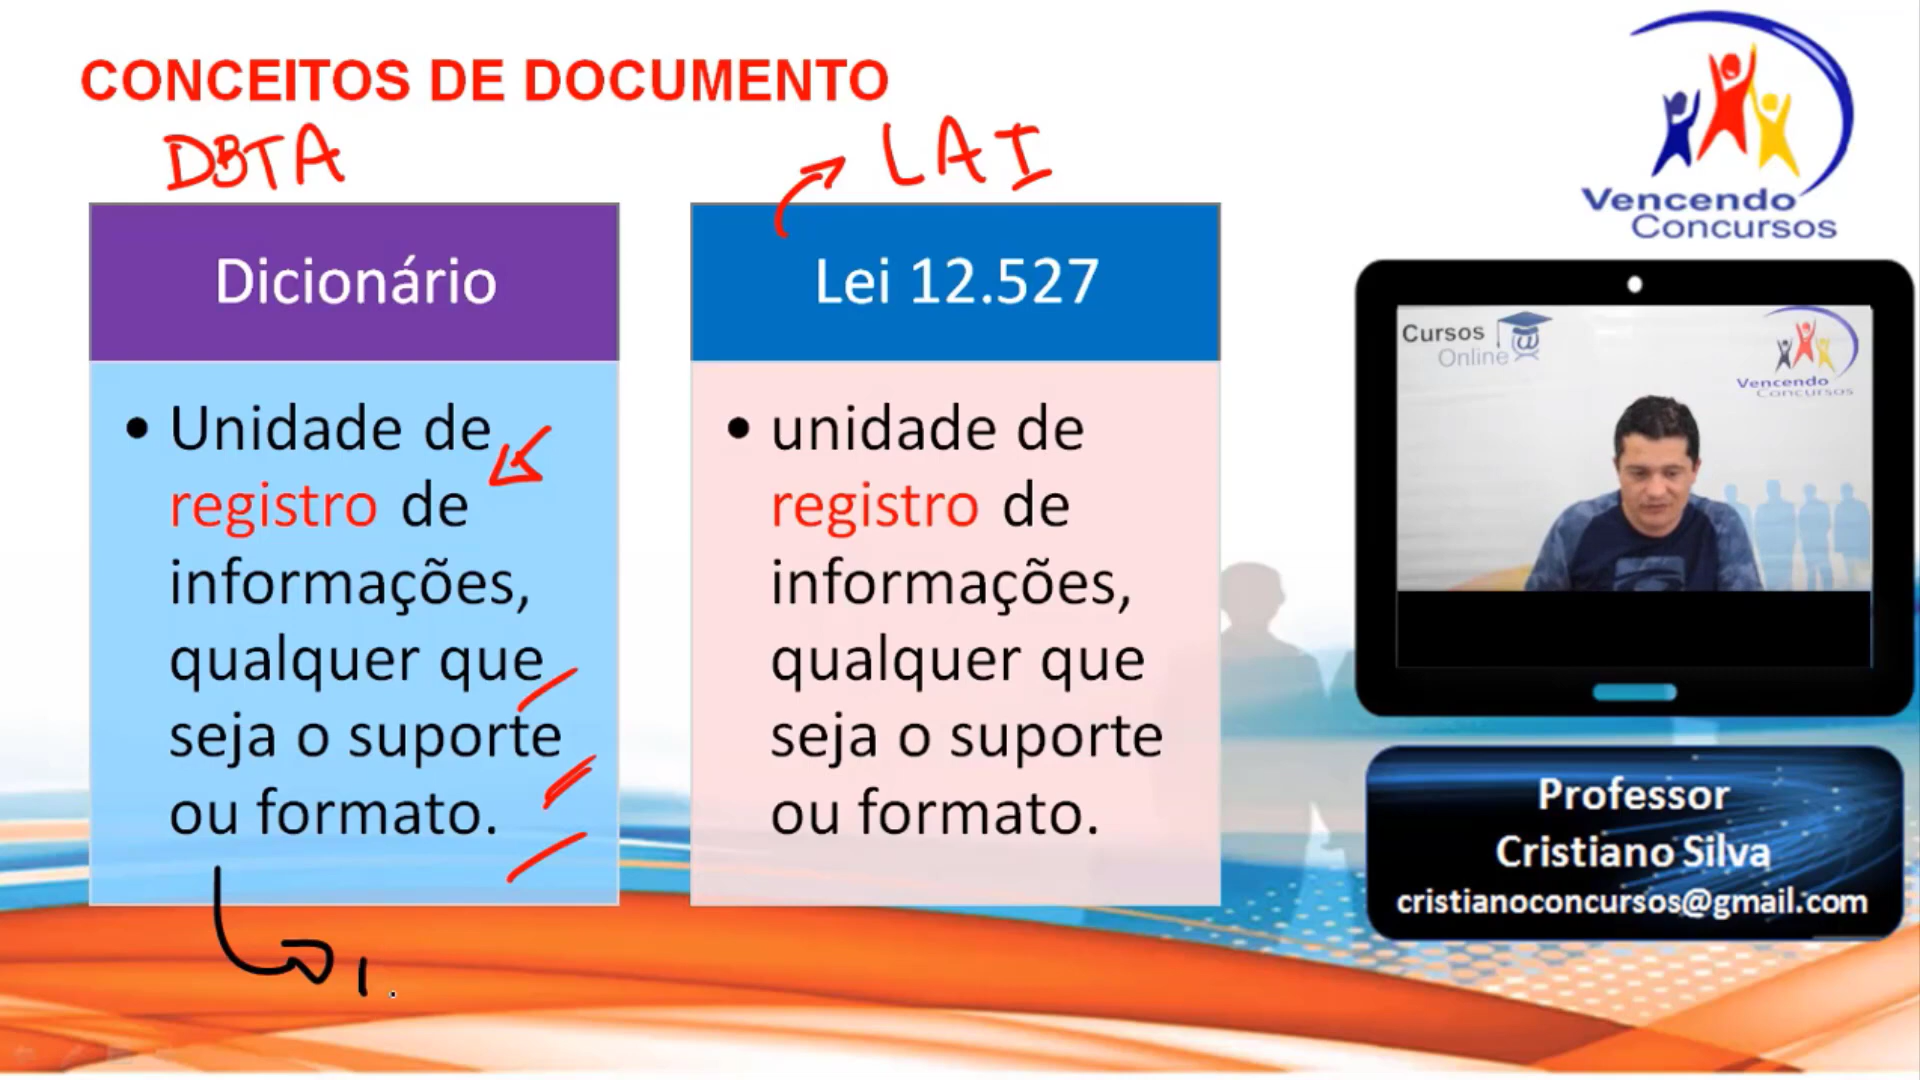 CONCEITOS DE DOCUMENTO
DBTA
LAI
Dicionário
• Unidade de
registro de
informações,
qualquer que
seja o suporte
ou formato.
Lei 12.527
• unidade de
registro de
informações,
qualquer que
seja o suporte
ou formato.
Vencendo
Concursos
Cursos
Online
Vencendo
Concursos
Professor
Cristiano Silva
cristianoconcursos@gmail.com